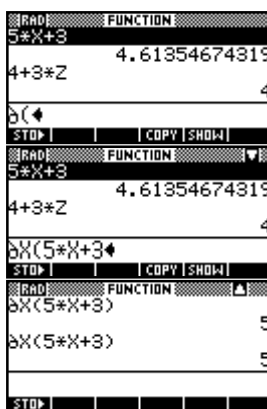 RAD FUNCTION
5*X+3
4.61354674319
4+3*Z
4
∂(◆
STO▶ COPY SHOW
RAD FUNCTION ▼
5*X+3
4.61354674319
4+3*Z
4
∂X(5*X+3◆
STO▶ COPY SHOW
RAD FUNCTION ▲
∂X(5*X+3)
5
∂X(5*X+3)
5
STO▶